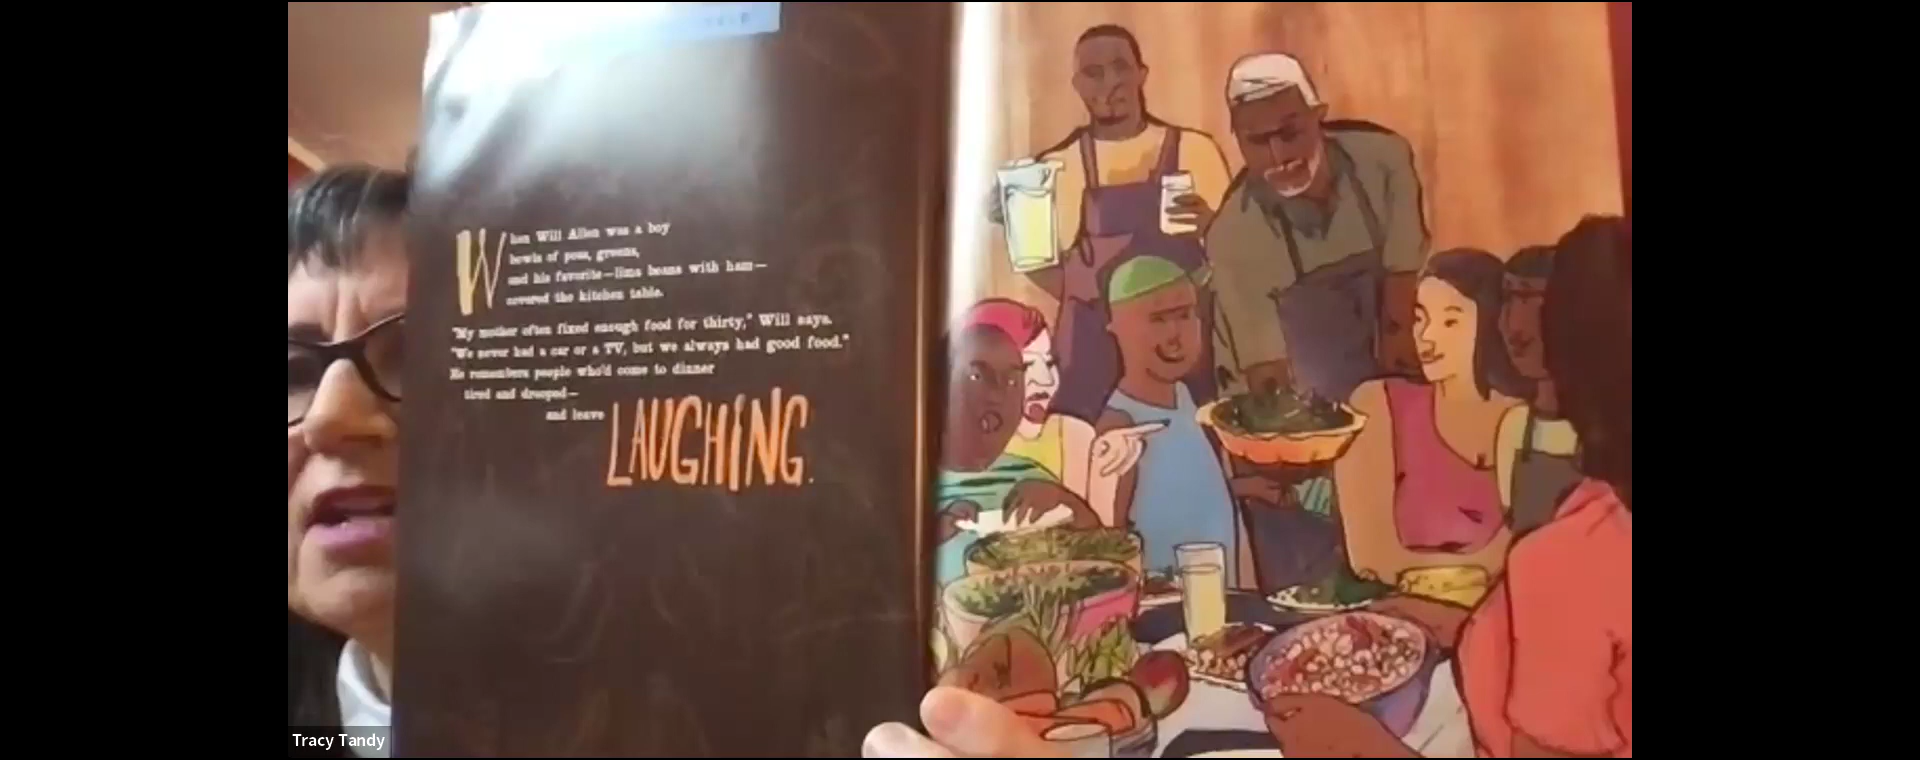 When Will Allen was a boy
bowls of peas, greens,
and his favorite—lima beans with ham—
covered the kitchen table.
"My mother often fixed enough food for thirty," Will says.
"We never had a car or a TV, but we always had good food."
He remembers people who'd come to dinner
tired and drooped—
and leave LAUGHING.
Tracy Tandy